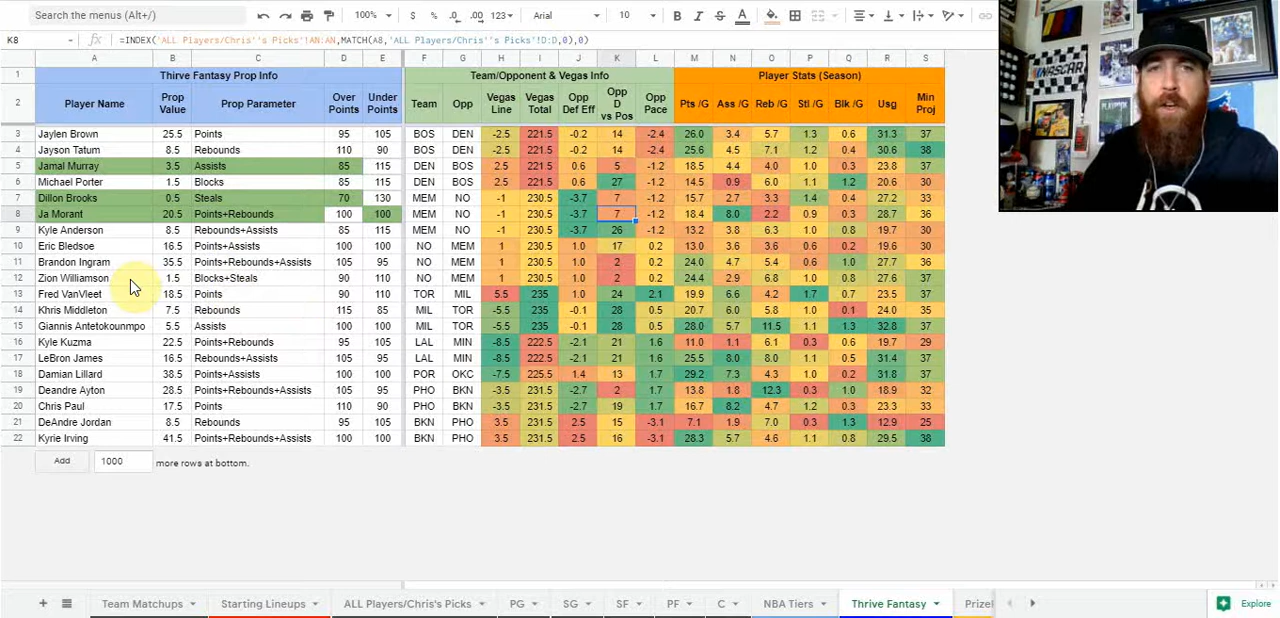 Search the menus (Alt+/) 100% $ % .0 .00 123 Arial 10 B I S A
K8 fx =INDEX('ALL Players/Chris''s Picks'!AN:AN,MATCH(A8,'ALL Players/Chris''s Picks'!D:D,0),0)
A B C D E F G H I J K L M N O P Q R S
1 Thirve Fantasy Prop Info Team/Opponent & Vegas Info Player Stats (Season)
2 Player Name Prop Value Prop Parameter Over Points Under Points Team Opp Vegas Line Vegas Total Opp Def Eff Opp D vs Pos Opp Pace Pts /G Ass /G Reb /G Stl /G Blk /G Usg Min Proj
3 Jaylen Brown 25.5 Points 95 105 BOS DEN -2.5 221.5 -0.2 14 -2.4 26.0 3.4 5.7 1.3 0.6 31.3 37
4 Jayson Tatum 8.5 Rebounds 110 90 BOS DEN -2.5 221.5 -0.2 14 -2.4 25.6 4.5 7.1 1.2 0.4 30.6 38
5 Jamal Murray 3.5 Assists 85 115 DEN BOS 2.5 221.5 0.6 5 -1.2 18.5 4.4 4.0 1.0 0.3 23.8 37
6 Michael Porter 1.5 Blocks 85 115 DEN BOS 2.5 221.5 0.6 27 -1.2 14.5 0.9 6.0 1.1 1.2 20.6 30
7 Dillon Brooks 0.5 Steals 70 130 MEM NO -1 230.5 -3.7 7 -1.2 15.7 2.7 3.3 1.4 0.4 27.2 33
8 Ja Morant 20.5 Points+Rebounds 100 100 MEM NO -1 230.5 -3.7 7 -1.2 18.4 8.0 2.2 0.9 0.3 28.7 36
9 Kyle Anderson 8.5 Rebounds+Assists 85 115 MEM NO -1 230.5 -3.7 26 -1.2 13.2 3.8 6.3 1.0 0.8 19.7 30
10 Eric Bledsoe 16.5 Points+Assists 100 100 NO MEM 1 230.5 1.0 17 0.2 13.0 3.6 3.6 0.6 0.2 19.6 30
11 Brandon Ingram 35.5 Points+Rebounds+Assists 105 95 NO MEM 1 230.5 1.0 2 0.2 24.0 4.7 5.4 0.6 0.6 27.7 36
12 Zion Williamson 1.5 Blocks+Steals 90 110 NO MEM 1 230.5 1.0 2 0.2 24.4 2.9 6.8 1.0 0.8 27.6 37
13 Fred VanVleet 18.5 Points 90 110 TOR MIL 5.5 235 1.0 24 2.1 19.9 6.6 4.2 1.7 0.7 23.5 37
14 Khris Middleton 7.5 Rebounds 115 85 MIL TOR -5.5 235 -0.1 28 0.5 20.7 6.0 5.8 1.0 0.1 24.0 35
15 Giannis Antetokounmpo 5.5 Assists 100 100 MIL TOR -5.5 235 -0.1 28 0.5 28.0 5.7 11.5 1.1 1.3 32.8 37
16 Kyle Kuzma 22.5 Points+Rebounds 95 105 LAL MIN -8.5 222.5 -2.1 21 1.6 11.0 1.1 6.1 0.3 0.6 19.7 29
17 LeBron James 16.5 Rebounds+Assists 95 105 LAL MIN -8.5 222.5 -2.1 21 1.6 25.5 8.0 8.0 1.1 0.5 31.4 37
18 Damian Lillard 38.5 Points+Rebounds+Assists 100 100 POR OKC -7.5 225.5 1.4 13 1.7 29.2 7.3 4.3 1.0 0.2 31.8 37
19 Deandre Ayton 28.5 Points+Rebounds+Assists 105 95 PHO BKN -3.5 231.5 -2.7 2 1.7 13.8 1.8 12.3 0.3 1.0 18.9 32
20 Chris Paul 17.5 Points 110 90 PHO BKN -3.5 231.5 -2.7 19 1.7 16.7 8.2 4.7 1.2 0.3 23.3 33
21 DeAndre Jordan 8.5 Rebounds 95 105 BKN PHO 3.5 231.5 2.5 15 -3.1 7.1 1.9 7.0 0.3 1.3 12.9 25
22 Kyrie Irving 41.5 Points+Rebounds+Assists 100 100 BKN PHO 3.5 231.5 2.5 16 -3.1 28.3 5.7 4.6 1.1 0.8 29.5 38
Add 1000 more rows at bottom.
NASCAR
Team Matchups Starting Lineups ALL Players/Chris's Picks PG SG SF PF C NBA Tiers Thrive Fantasy Prizel Explore